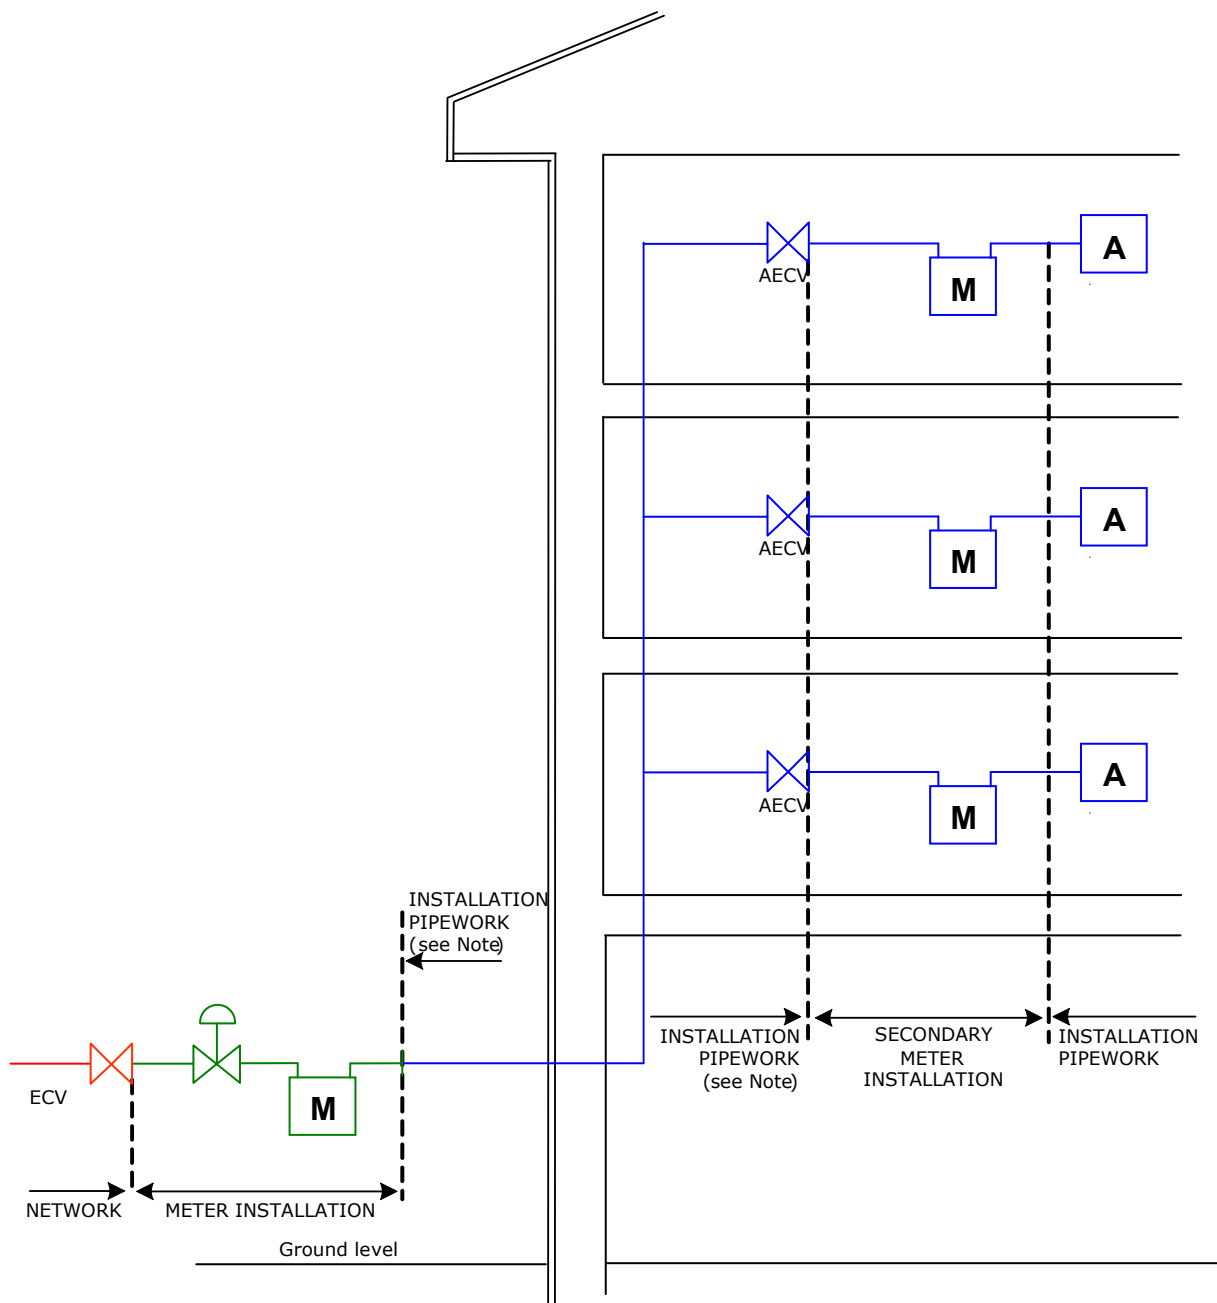 AECV
M
A
AECV
M
A
AECV
M
A
INSTALLATION
PIPEWORK
(see Note)
INSTALLATION
PIPEWORK
(see Note)
SECONDARY
METER
INSTALLATION
INSTALLATION
PIPEWORK
ECV
M
NETWORK
METER INSTALLATION
Ground level